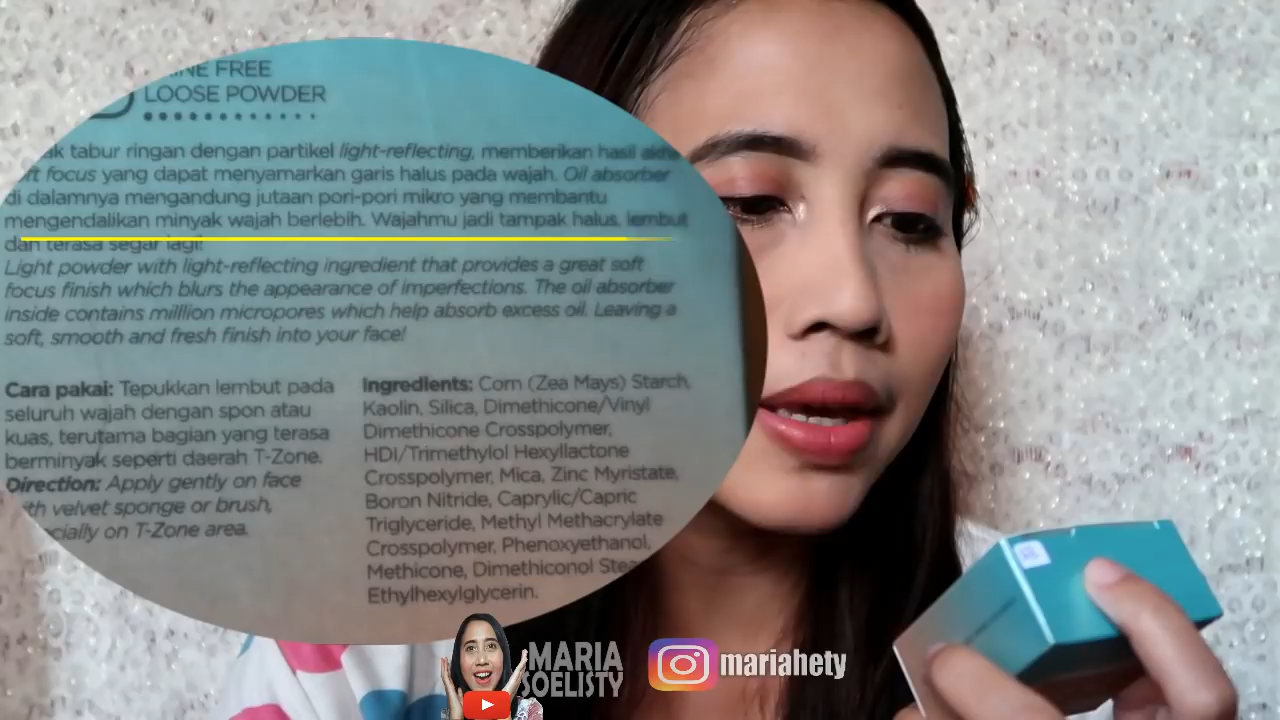 FREE
LOOSE POWDER
tabur ringan dengan partikel light-reflecting, memberikan hasil
focus yang dapat menyamarkan garis halus pada wajah. Oil absorber
di dalamnya mengandung jutaan pori-pori mikro yang membantu
mengendalikan minyak wajah berlebih. Wajahmu jadi tampak halus, lembut
dan terasa segar lagi!
Light powder with light-reflecting ingredient that provides a great soft
focus finish which blurs the appearance of imperfections. The oil absorber
inside contains million micropores which help absorb excess oil. Leaving a
soft, smooth and fresh finish into your face!
Cara pakai: Tepukkan lembut pada
seluruh wajah dengan spon atau
kuas, terutama bagian yang terasa
berminyak seperti daerah T-Zone.
Direction: Apply gently on face
velvet sponge or brush,
on T-Zone area.
Ingredients: Corn (Zea Mays) Starch,
Kaolin, Silica, Dimethicone/Vinyl
Dimethicone Crosspolymer,
HDI/Trimethylol Hexyllactone
Crosspolymer, Mica, Zinc Myristate,
Boron Nitride, Caprylic/Capric
Triglyceride, Methyl Methacrylate
Crosspolymer, Phenoxyethanol,
Methicone, Dimethiconol
Ethylhexylglycerin.
MARIA
SOELISTY
mariahety